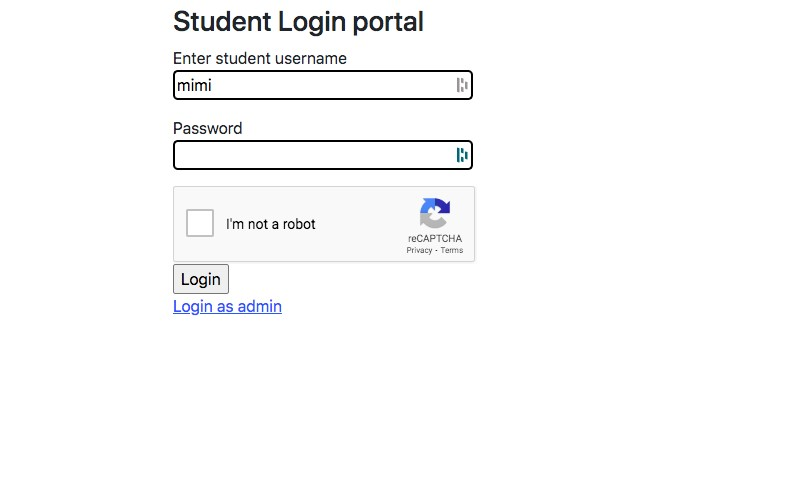 Student Login portal
Enter student username
mimi
Password
I'm not a robot
reCAPTCHA
Privacy - Terms
Login
Login as admin